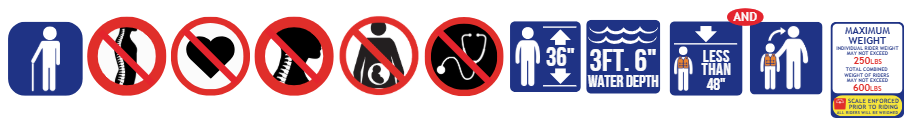 36"
3FT. 6"
WATER DEPTH
AND
LESS
THAN
48"
MAXIMUM
WEIGHT
INDIVIDUAL RIDER WEIGHT
MAY NOT EXCEED
250LBS
TOTAL COMBINED
WEIGHT OF RIDERS
MAY NOT EXCEED
600LBS
SCALE ENFORCED
PRIOR TO RIDING
ALL RIDERS WILL BE WEIGHED